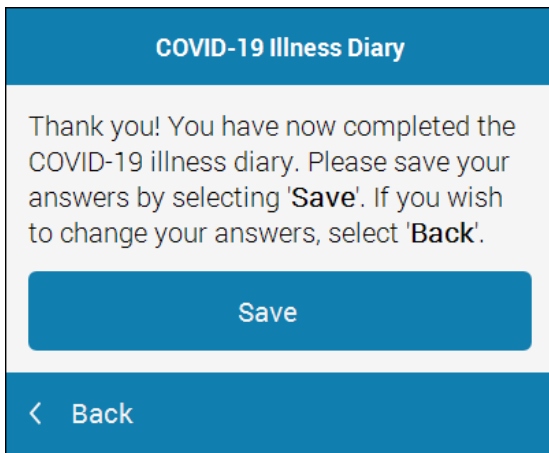 COVID-19 Illness Diary
Thank you! You have now completed the
COVID-19 illness diary. Please save your
answers by selecting 'Save'. If you wish
to change your answers, select 'Back'.
Save
< Back